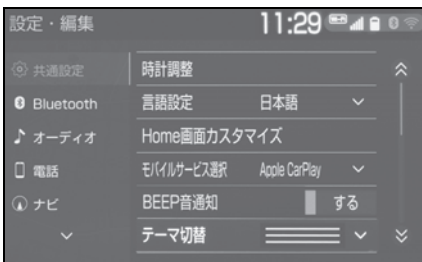 設定・編集 11:29
共通設定
Bluetooth
オーディオ
電話
ナビ
時計調整
言語設定 日本語
Home画面カスタマイズ
モバイルサービス選択 Apple CarPlay
BEEP音通知 する
テーマ切替